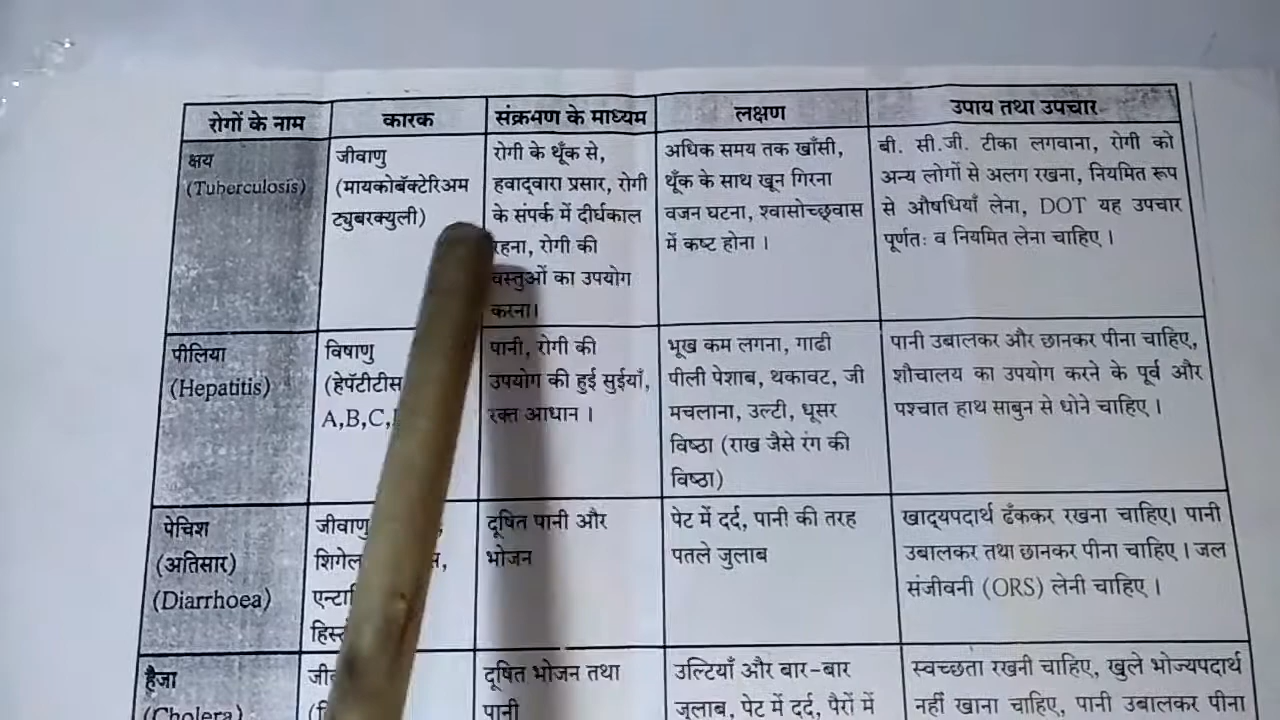 रोगों के नाम
कारक
संक्रमण के माध्यम
लक्षण
उपाय तथा उपचार
क्षय
(Tuberculosis)
जीवाणु
(मायकोबॅक्टेरिअम
ट्युबरक्युली)
रोगी के थूँक से,
हवाद्वारा प्रसार, रोगी
के संपर्क में दीर्घकाल
रहना, रोगी की
वस्तुओं का उपयोग
करना।
अधिक समय तक खाँसी,
थूँक के साथ खून गिरना
वजन घटना, श्वासोच्छ्वास
में कष्ट होना ।
बी. सी.जी. टीका लगवाना, रोगी को
अन्य लोगों से अलग रखना, नियमित रूप
से औषधियाँ लेना, DOT यह उपचार
पूर्णतः व नियमित लेना चाहिए ।
पीलिया
(Hepatitis)
विषाणु
(हेपॅटीटीस
A,B,C,
पानी, रोगी की
उपयोग की हुई सुईयाँ,
रक्त आधान ।
भूख कम लगना, गाढी
पीली पेशाब, थकावट, जी
मचलाना, उल्टी, धूसर
विष्ठा (राख जैसे रंग की
विष्ठा)
पानी उबालकर और छानकर पीना चाहिए,
शौचालय का उपयोग करने के पूर्व और
पश्चात हाथ साबुन से धोने चाहिए ।
पेचिश
(अतिसार)
(Diarrhoea)
जीवाणु
दूषित पानी और
भोजन
पेट में दर्द, पानी की तरह
पतले जुलाब
खाद्यपदार्थ ढँककर रखना चाहिए। पानी
उबालकर तथा छानकर पीना चाहिए । जल
संजीवनी (ORS) लेनी चाहिए ।
हैजा
(Cholera)
दूषित भोजन तथा
पानी
उल्टियाँ और बार-बार
जुलाब, पेट में दर्द, पैरों में
स्वच्छता रखनी चाहिए, खुले भोज्यपदार्थ
नहीं खाना चाहिए, पानी उबालकर पीना